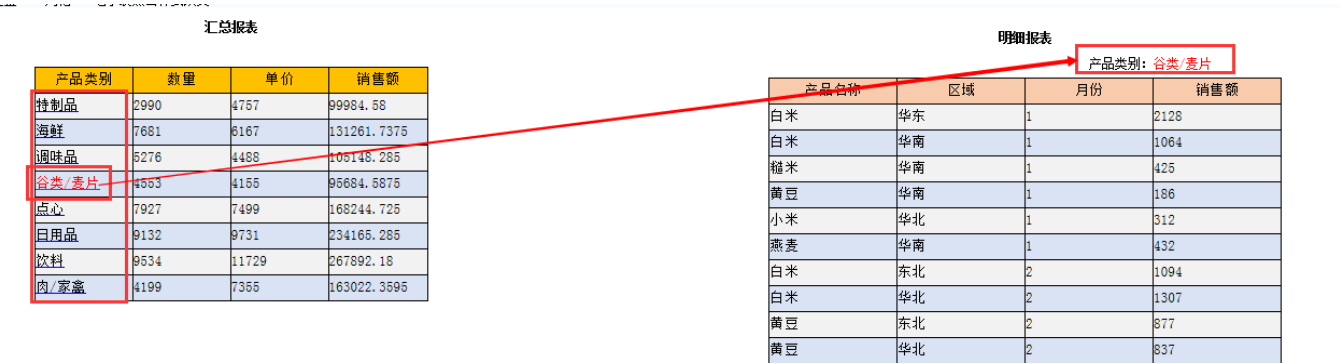 汇总报表
产品类别 数量 单价 销售额
特制品 2990 4757 99984.58
海鲜 7681 6167 131261.7375
调味品 5276 4488 105148.285
谷类/麦片 4553 4155 95684.5875
点心 7927 7499 168244.725
日用品 9132 9731 234165.285
饮料 9534 11729 267892.18
肉/家禽 4199 7355 163022.3595
明细报表
产品类别: 谷类/麦片
产品名称 区域 月份 销售额
白米 华东 1 2128
白米 华南 1 1064
糙米 华南 1 425
黄豆 华南 1 186
小米 华北 1 312
燕麦 华南 1 432
白米 东北 2 1094
白米 华北 2 1307
黄豆 东北 2 877
黄豆 华北 2 837